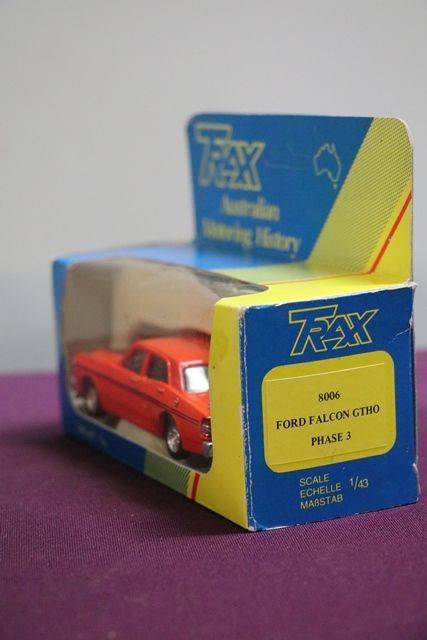 TRAX
Australian
Motoring History
TRAX
8006
FORD FALCON GTHO
PHASE 3
SCALE
ECHELLE 1/43
MAßSTAB